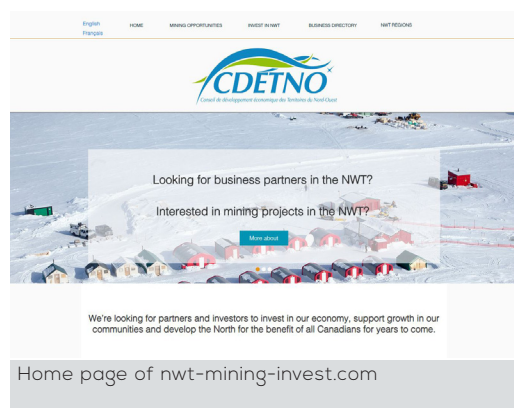 English
Français
HOME
MINING OPPORTUNITIES
INVEST IN NWT
BUSINESS DIRECTORY
NWT REGIONS
CDÉTNO
Conseil de développement économique des Territoires du Nord-Ouest
Looking for business partners in the NWT?
Interested in mining projects in the NWT?
More about
We're looking for partners and investors to invest in our economy, support growth in our
communities and develop the North for the benefit of all Canadians for years to come.
Home page of nwt-mining-invest.com